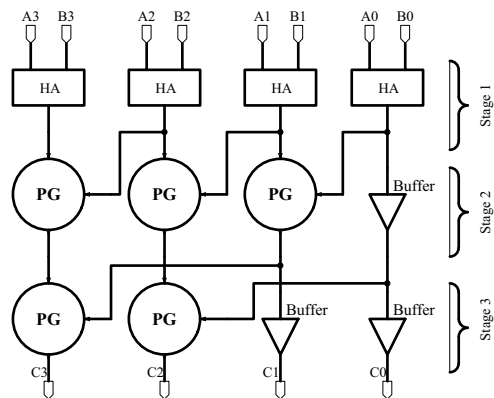 A3 B3 A2 B2 A1 B1 A0 B0
HA HA HA HA
Stage 1
PG PG PG Buffer
Stage 2
PG PG Buffer Buffer
Stage 3
C3 C2 C1 C0